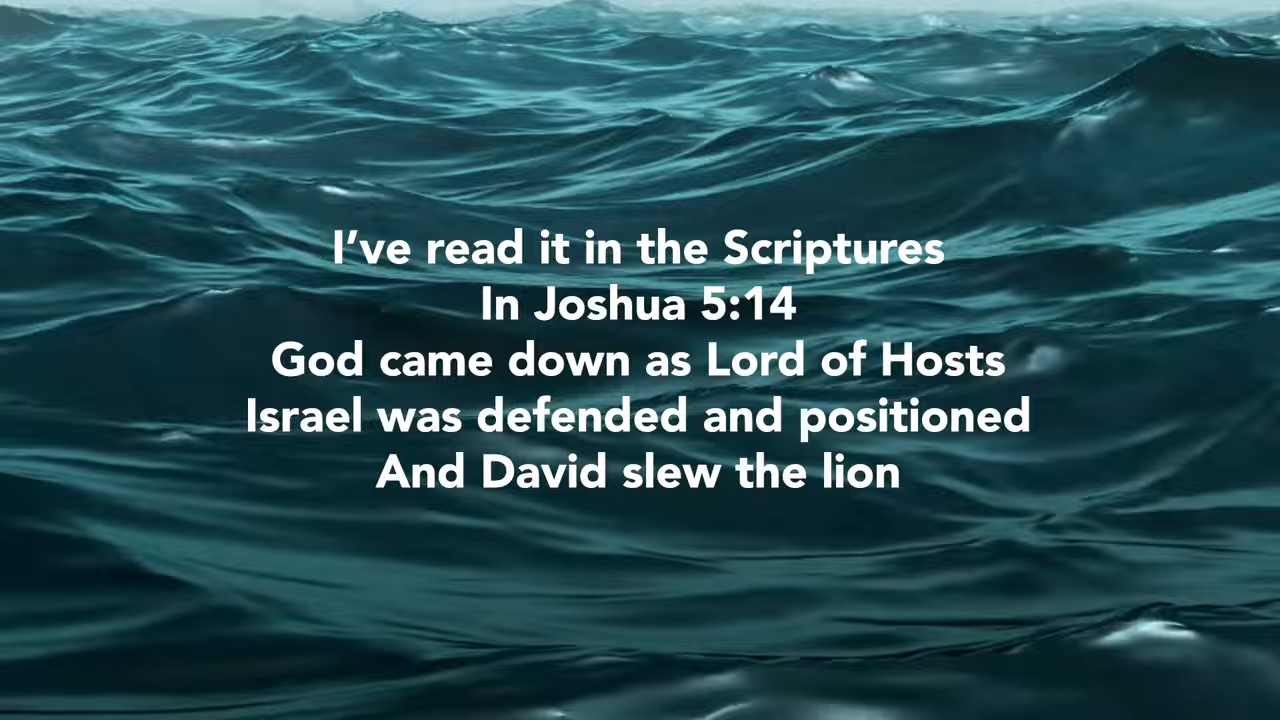 I’ve read it in the Scriptures
In Joshua 5:14
God came down as Lord of Hosts
Israel was defended and positioned
And David slew the lion